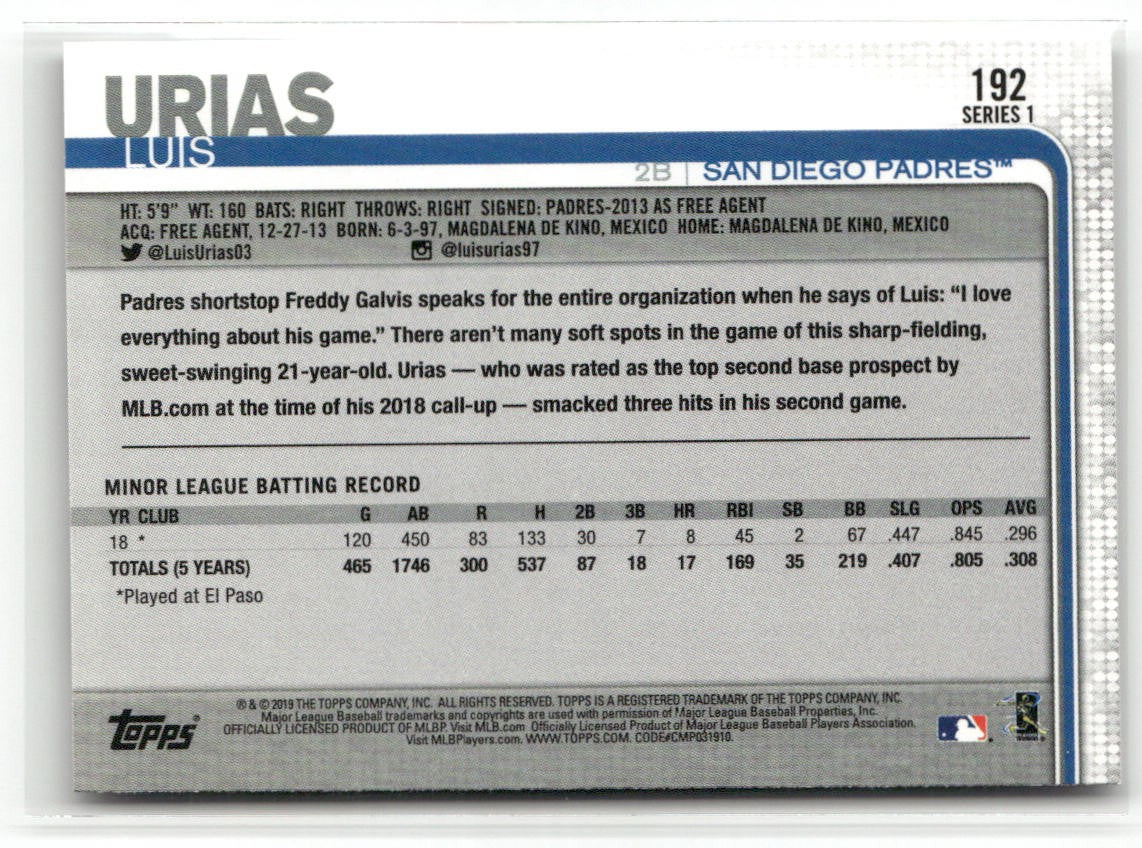 URIAS
LUIS
192
SERIES 1
2B | SAN DIEGO PADRES™
HT: 5'9" WT: 160 BATS: RIGHT THROWS: RIGHT SIGNED: PADRES-2013 AS FREE AGENT
ACQ: FREE AGENT, 12-27-13 BORN: 6-3-97, MAGDALENA DE KINO, MEXICO HOME: MAGDALENA DE KINO, MEXICO
@LuisUrias03 @luisurias97
Padres shortstop Freddy Galvis speaks for the entire organization when he says of Luis: “I love
everything about his game.” There aren’t many soft spots in the game of this sharp-fielding,
sweet-swinging 21-year-old. Urias — who was rated as the top second base prospect by
MLB.com at the time of his 2018 call-up — smacked three hits in his second game.
MINOR LEAGUE BATTING RECORD
YR CLUB G AB R H 2B 3B HR RBI SB BB SLG OPS AVG
18 * 120 450 83 133 30 7 8 45 2 67 .447 .845 .296
TOTALS (5 YEARS) 465 1746 300 537 87 18 17 169 35 219 .407 .805 .308
*Played at El Paso
Topps®
® & © 2019 THE TOPPS COMPANY, INC. ALL RIGHTS RESERVED. TOPPS IS A REGISTERED TRADEMARK OF THE TOPPS COMPANY, INC.
Major League Baseball trademarks and copyrights are used with permission of Major League Baseball Properties, Inc.
OFFICIALLY LICENSED PRODUCT OF MLBP. Visit MLB.com Officially Licensed Product of Major League Baseball Players Association.
Visit MLBPlayers.com. WWW.TOPPS.COM. CODE#CMP031910.